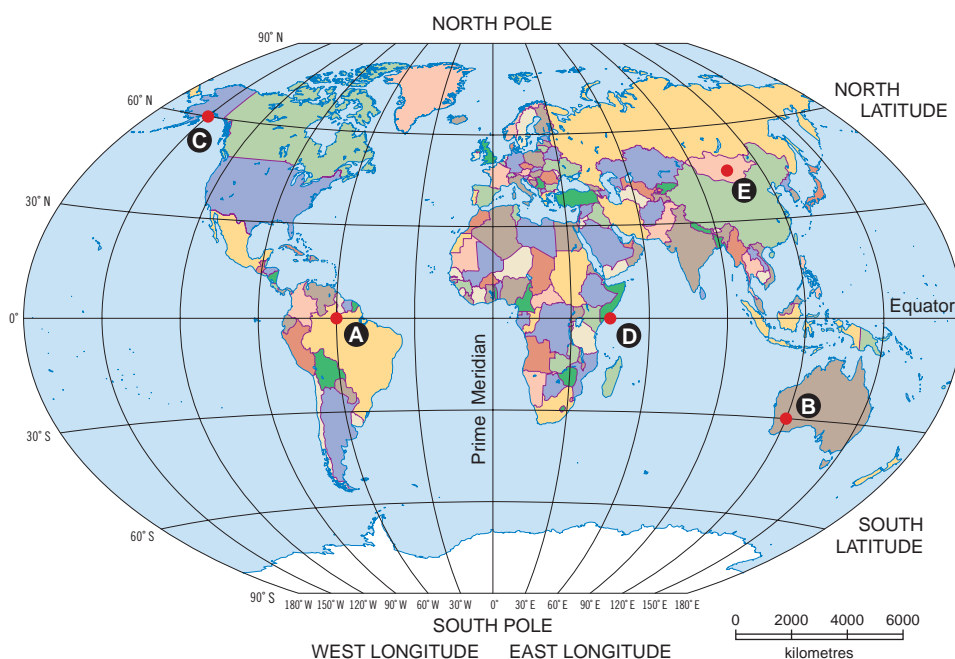 NORTH POLE
90° N
60° N
NORTH
LATITUDE
C
E
30° N
Equator
0°
A
D
Prime Meridian
B
30° S
60° S
SOUTH
LATITUDE
90° S
180° W 150° W 120° W 90° W 60° W 30° W 0° 30° E 60° E 90° E 120° E 150° E 180° E
SOUTH POLE
WEST LONGITUDE EAST LONGITUDE
0 2000 4000 6000
kilometres